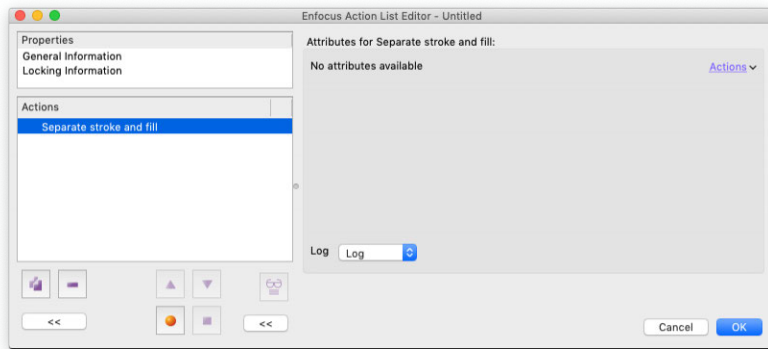 Enfocus Action List Editor - Untitled
Properties
General Information
Locking Information
Actions
Separate stroke and fill
<<
<<
Attributes for Separate stroke and fill:
No attributes available
Actions
Log
Log
Cancel
OK